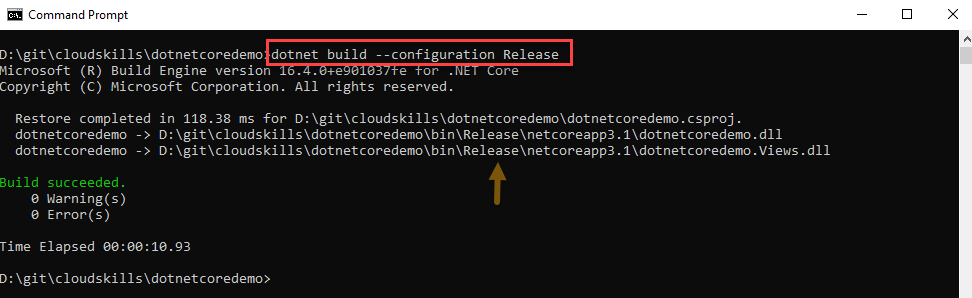 Command Prompt
D:\git\cloudskills\dotnetcoredemo>dotnet build --configuration Release
Microsoft (R) Build Engine version 16.4.0+e901037fe for .NET Core
Copyright (C) Microsoft Corporation. All rights reserved.
Restore completed in 118.38 ms for D:\git\cloudskills\dotnetcoredemo\dotnetcoredemo.csproj.
dotnetcoredemo -> D:\git\cloudskills\dotnetcoredemo\bin\Release\netcoreapp3.1\dotnetcoredemo.dll
dotnetcoredemo -> D:\git\cloudskills\dotnetcoredemo\bin\Release\netcoreapp3.1\dotnetcoredemo.Views.dll
Build succeeded.
0 Warning(s)
0 Error(s)
Time Elapsed 00:00:10.93
D:\git\cloudskills\dotnetcoredemo>